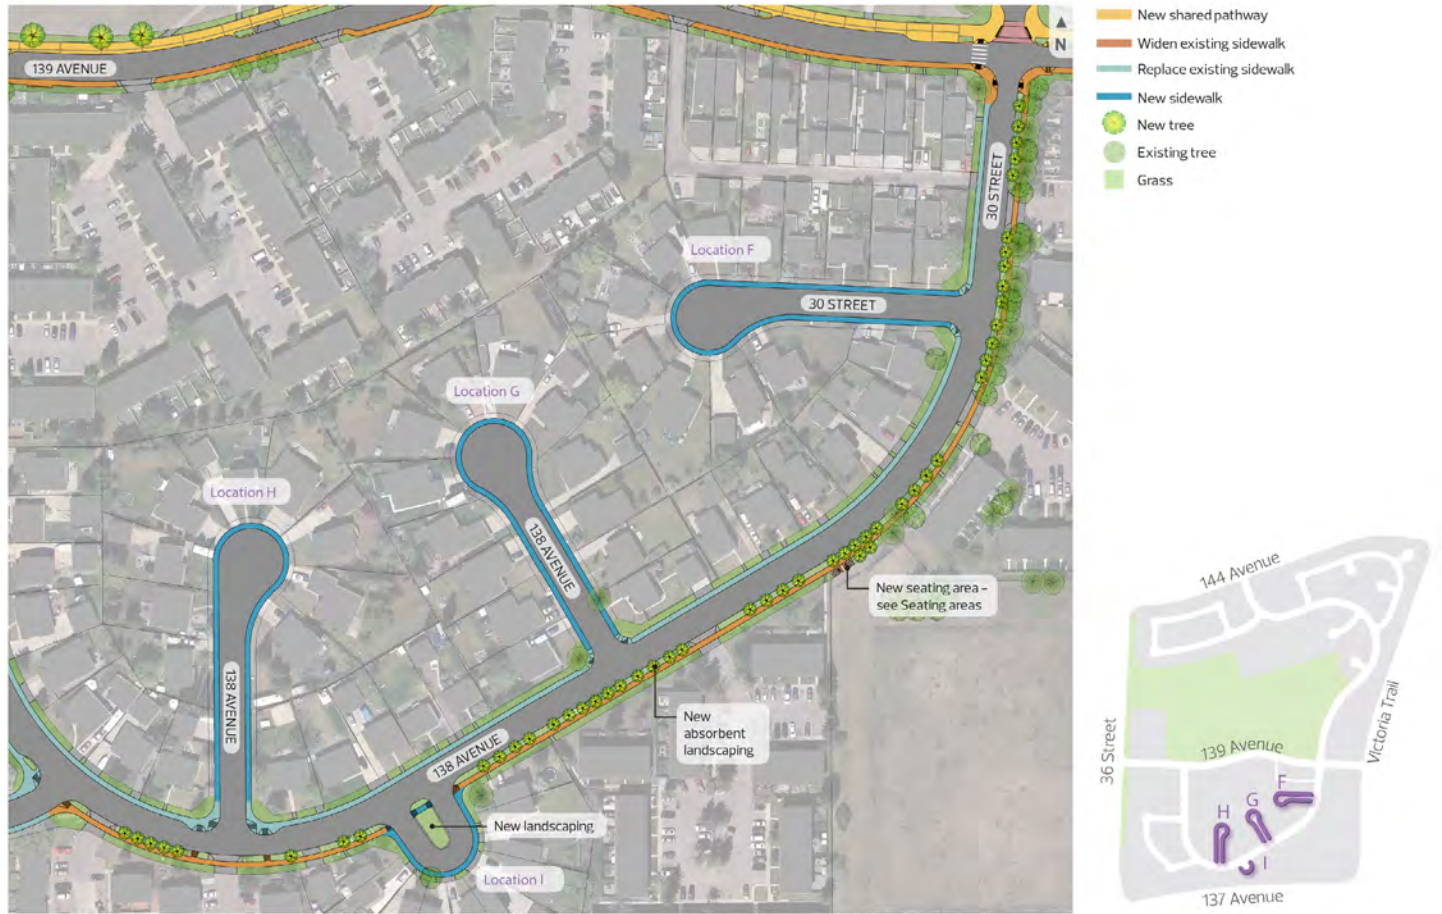 139 AVENUE
N
30 STREET
Location F
30 STREET
Location G
Location H
138 AVENUE
138 AVENUE
138 AVENUE
New seating area –
see Seating areas
New
absorbent
landscaping
New landscaping
Location I
New shared pathway
Widen existing sidewalk
Replace existing sidewalk
New sidewalk
New tree
Existing tree
Grass
144 Avenue
36 Street
Victoria Trail
139 Avenue
F
G
H
I
137 Avenue